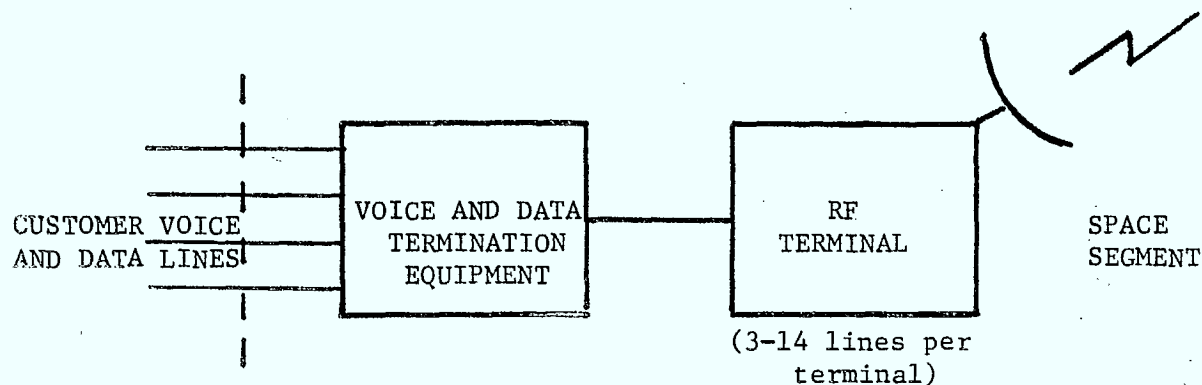 CUSTOMER VOICE
AND DATA LINES
VOICE AND DATA
TERMINATION
EQUIPMENT
RF
TERMINAL
(3-14 lines per
terminal)
SPACE
SEGMENT